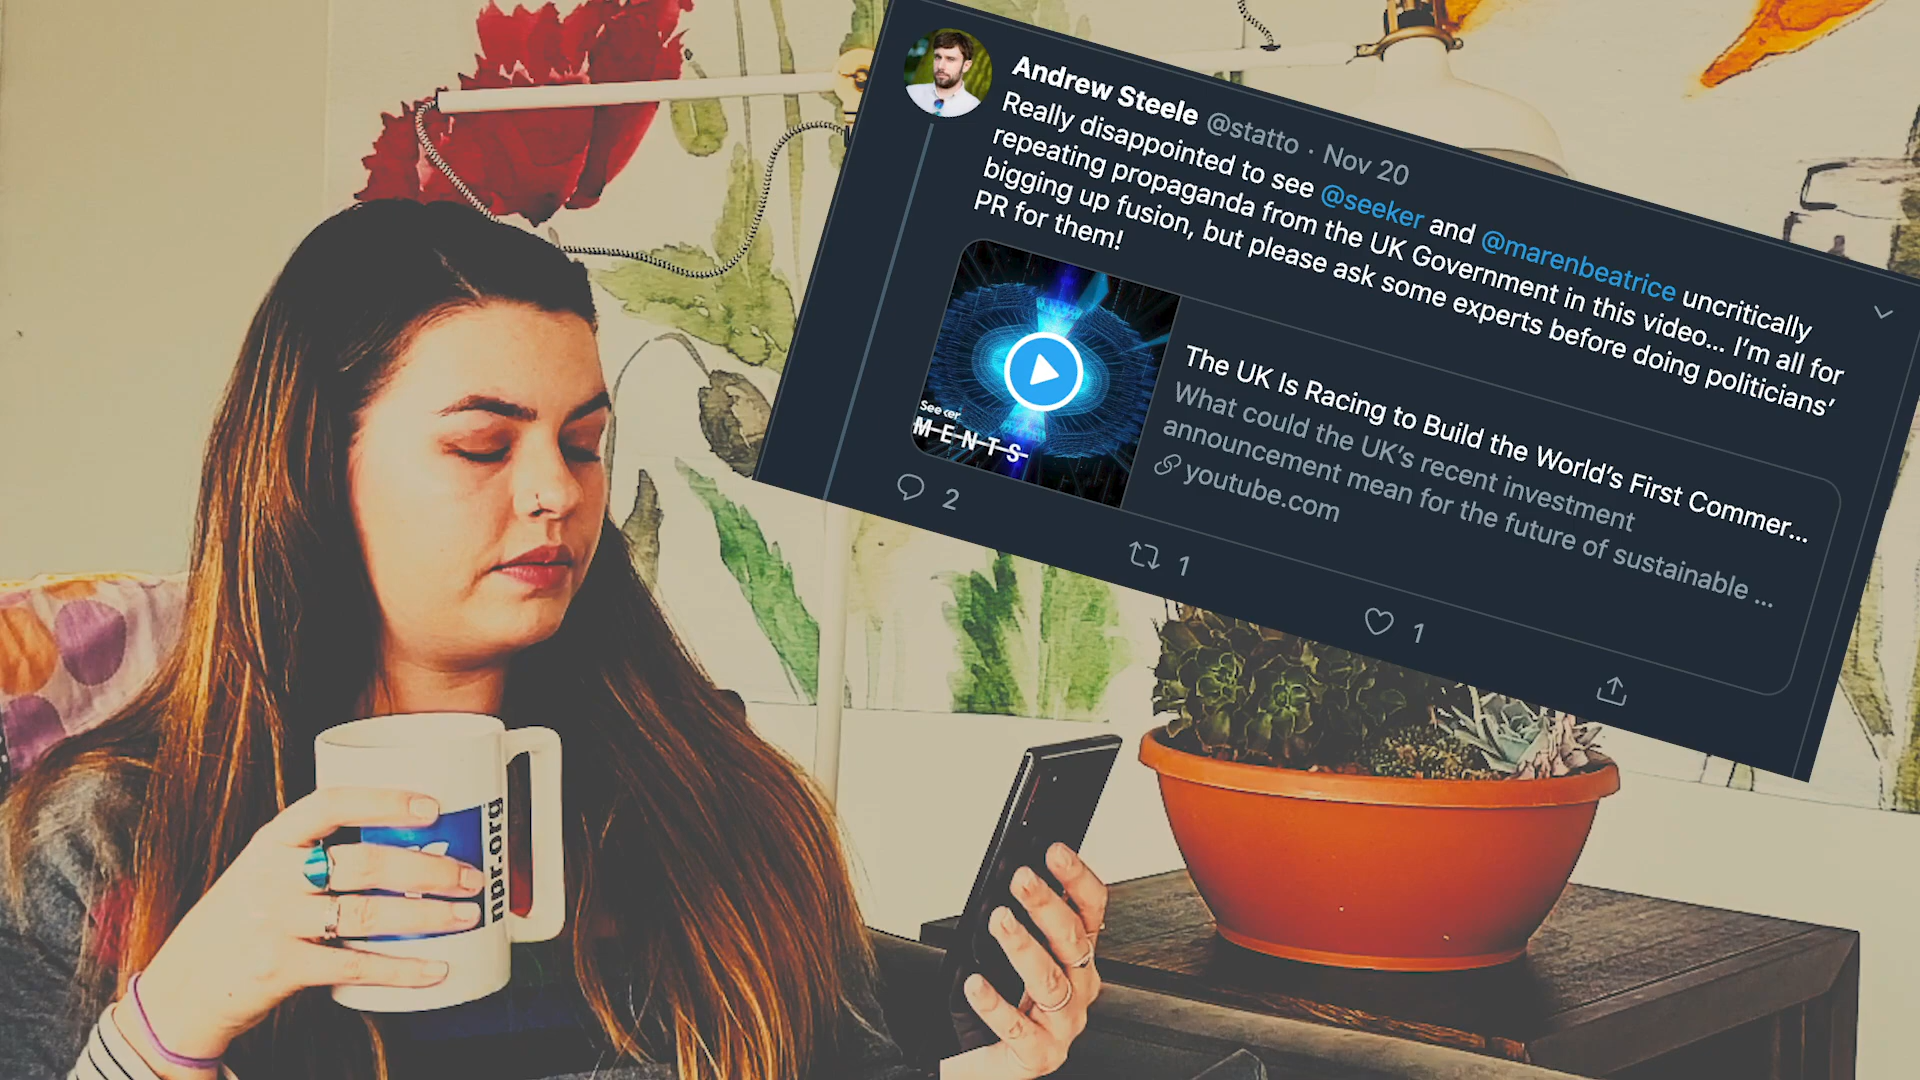 Andrew Steele @statto · Nov 20
Really disappointed to see @seeker and @marenbeatrice uncritically
repeating propaganda from the UK Government in this video... I'm all for
bigging up fusion, but please ask some experts before doing politicians'
PR for them!
Seeker
M-E-N-T-S-
The UK Is Racing to Build the World's First Commer...
What could the UK's recent investment
announcement mean for the future of sustainable ...
youtube.com
2
1
1
npr.org